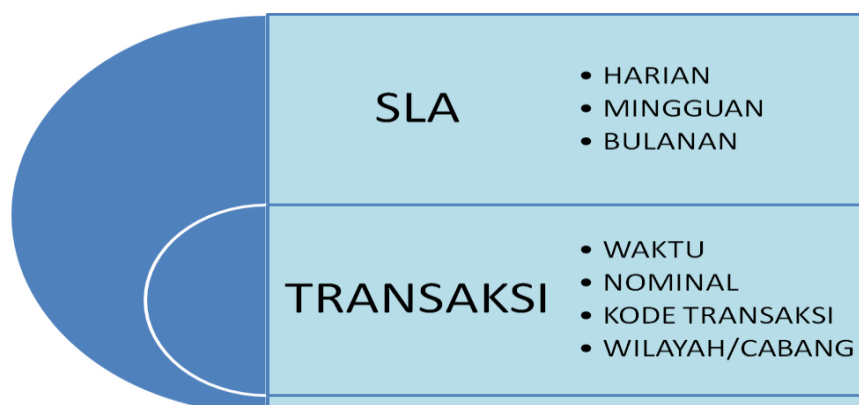 SLA
• HARIAN
• MINGGUAN
• BULANAN
TRANSAKSI
• WAKTU
• NOMINAL
• KODE TRANSAKSI
• WILAYAH/CABANG